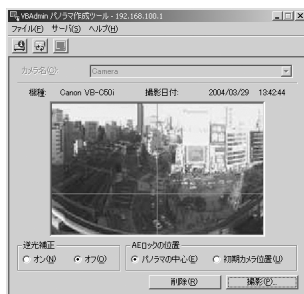 VBAdmin パノラマ作成ツール - 192.168.100.1
ファイル(F) サーバ(S) ヘルプ(H)
カメラ名(C): Camera
機種: Canon VB-C50i 撮影日付: 2004/03/29 13:42:44
逆光補正
オン(N) オフ(O)
AEロックの位置
パノラマの中心(E) 初期カメラ位置(U)
削除(R) 撮影(P)...